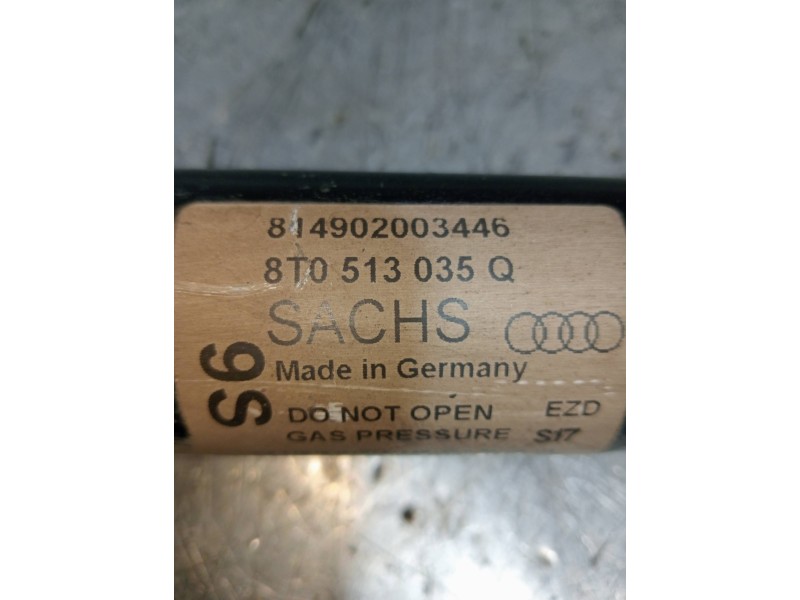 814902003446
8T0 513 035 Q
SACHS
Made in Germany
S6
DO NOT OPEN EZD
GAS PRESSURE S17